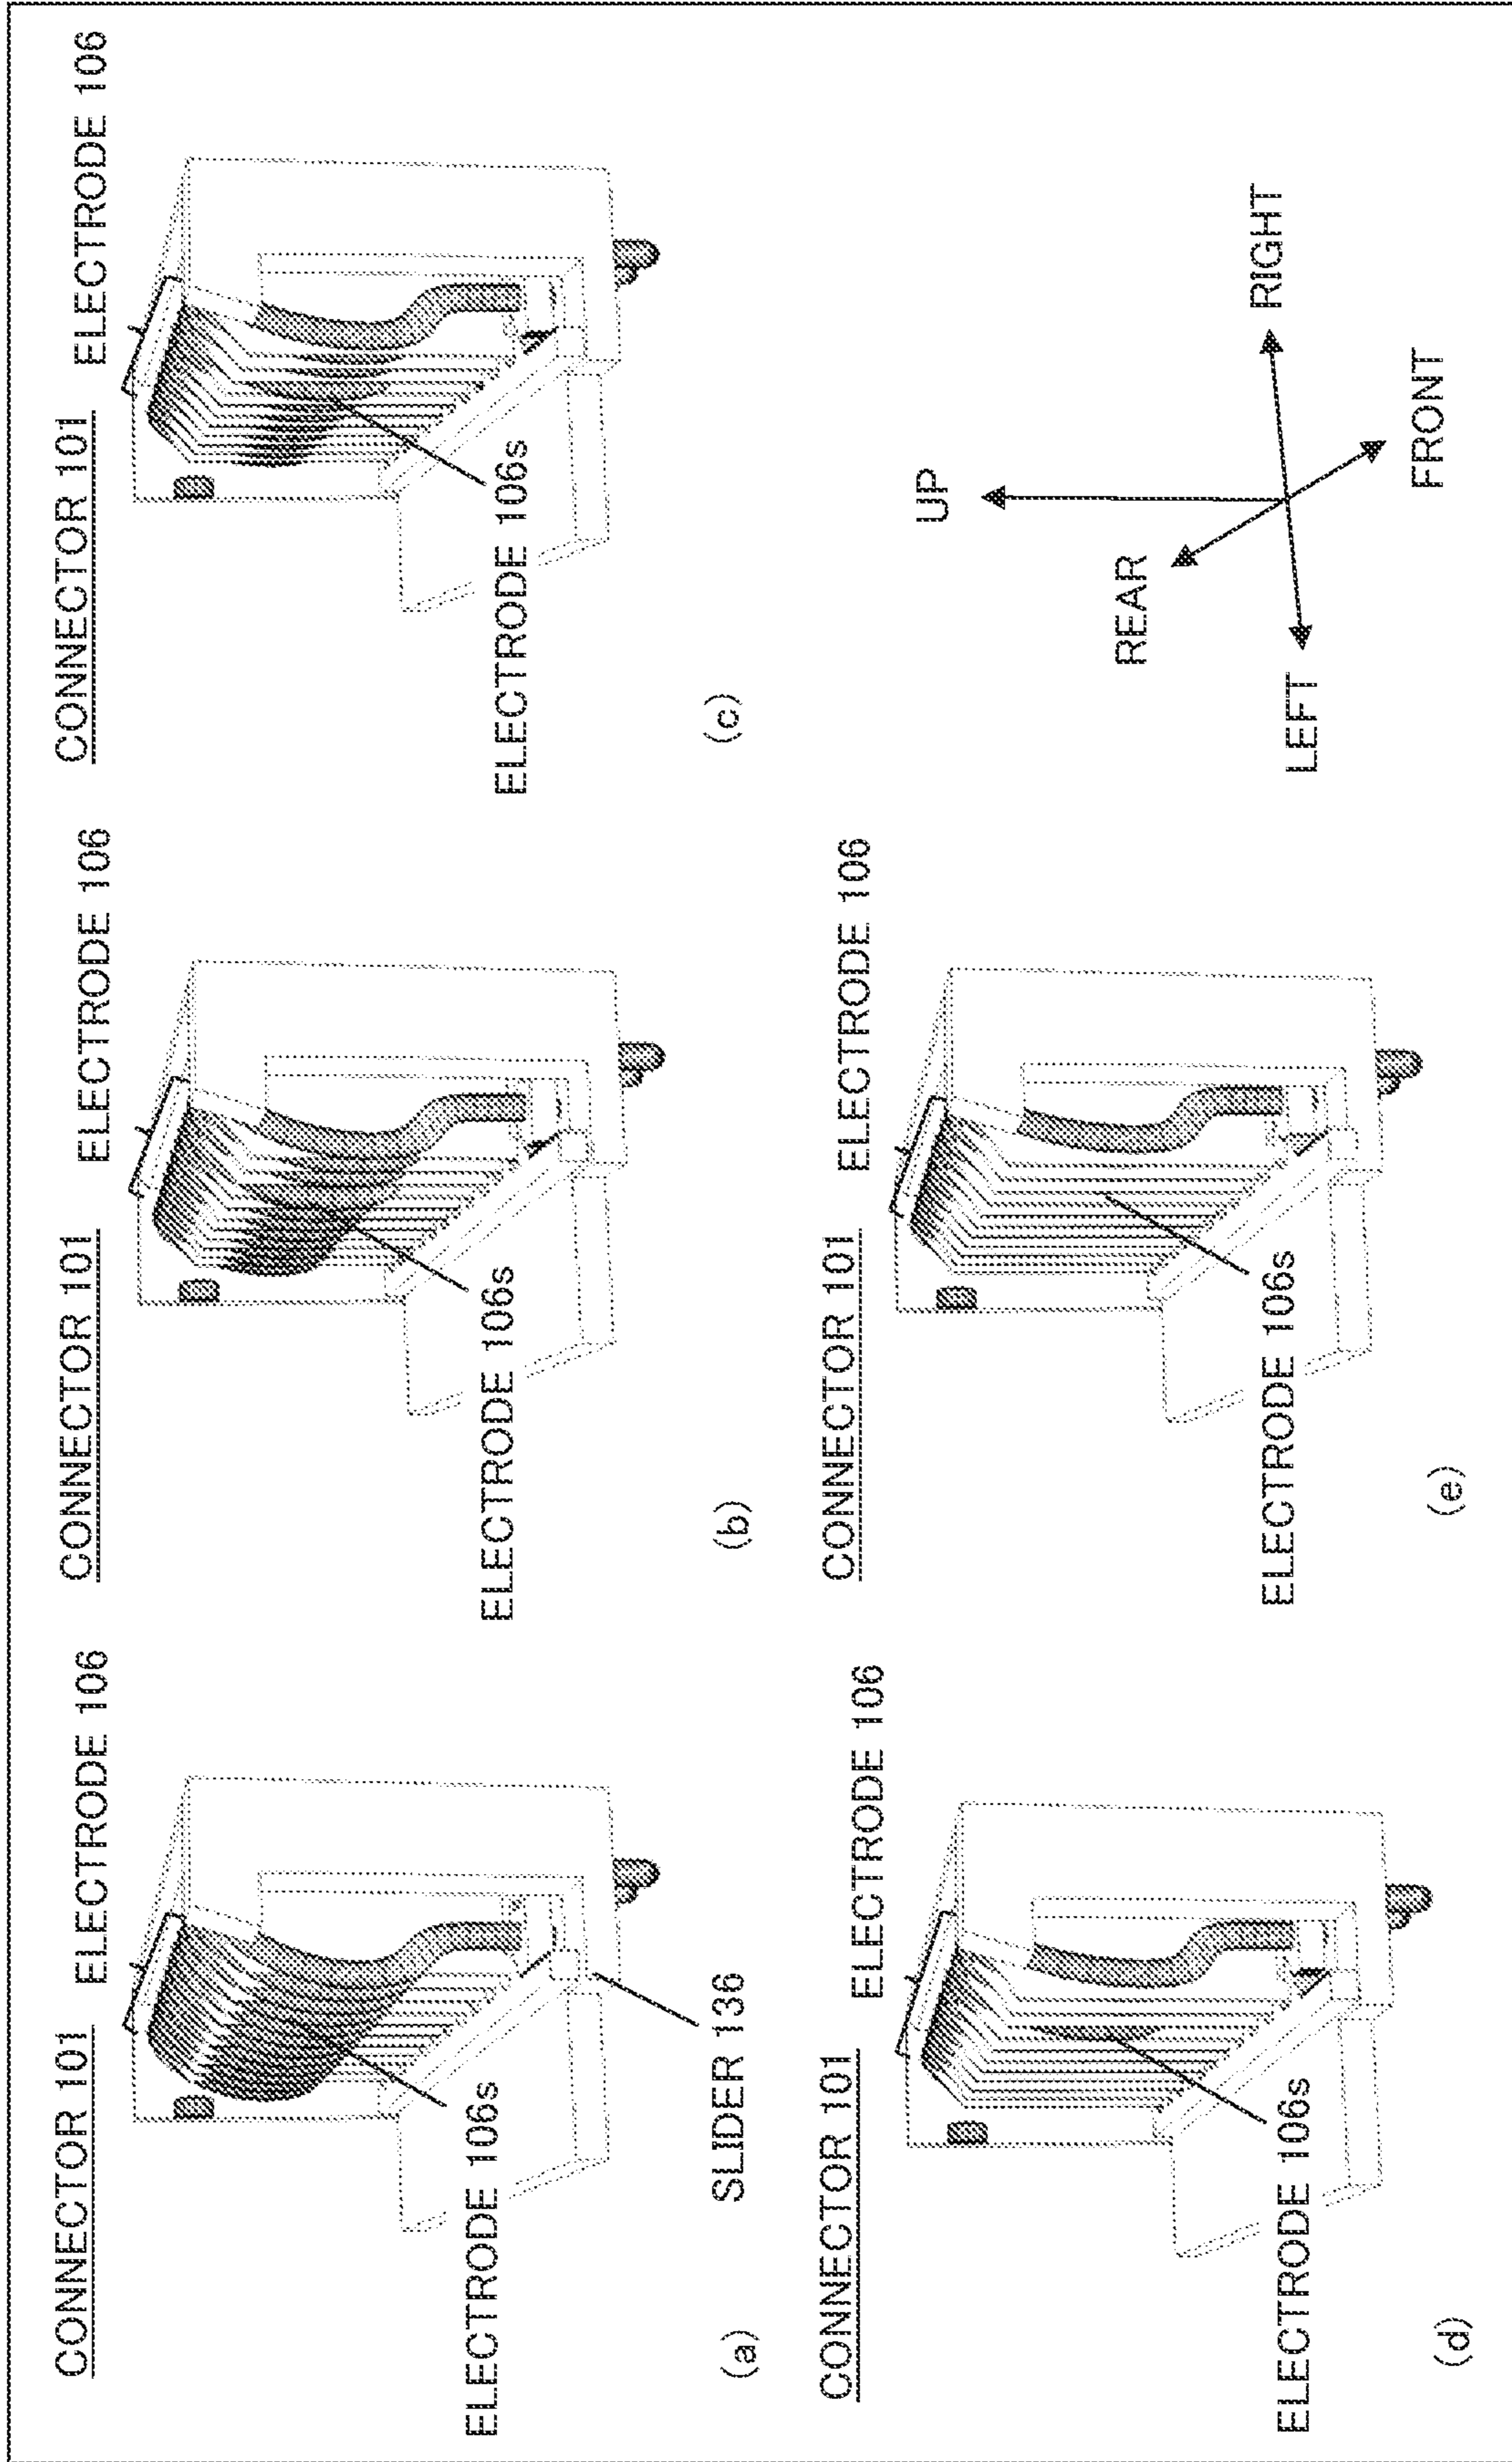 CONNECTOR 101
ELECTRODE 106
ELECTRODE 106s
SLIDER 136
(a)
CONNECTOR 101
ELECTRODE 106
ELECTRODE 106s
(b)
CONNECTOR 101
ELECTRODE 106
ELECTRODE 106s
(c)
CONNECTOR 101
ELECTRODE 106
ELECTRODE 106s
(d)
CONNECTOR 101
ELECTRODE 106
ELECTRODE 106s
(e)
UP
REAR
RIGHT
LEFT
FRONT